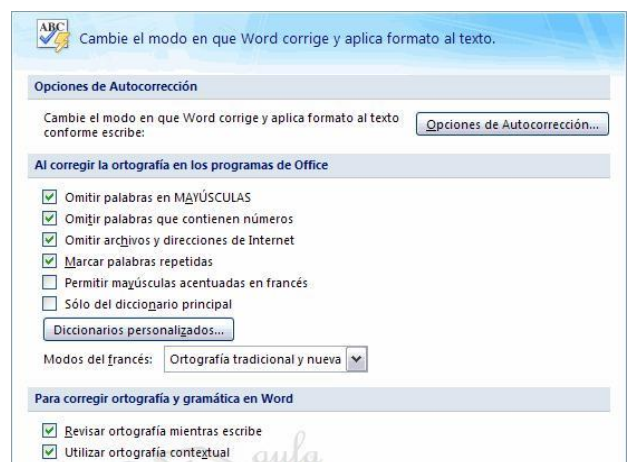 ABC
Cambie el modo en que Word corrige y aplica formato al texto.
Opciones de Autocorrección
Cambie el modo en que Word corrige y aplica formato al texto
conforme escribe:
Opciones de Autocorrección...
Al corregir la ortografía en los programas de Office
Omitir palabras en MAYÚSCULAS
Omitir palabras que contienen números
Omitir archivos y direcciones de Internet
Marcar palabras repetidas
Permitir mayúsculas acentuadas en francés
Sólo del diccionario principal
Diccionarios personalizados...
Modos del francés: Ortografía tradicional y nueva
Para corregir ortografía y gramática en Word
Revisar ortografía mientras escribe
Utilizar ortografía contextual
aula